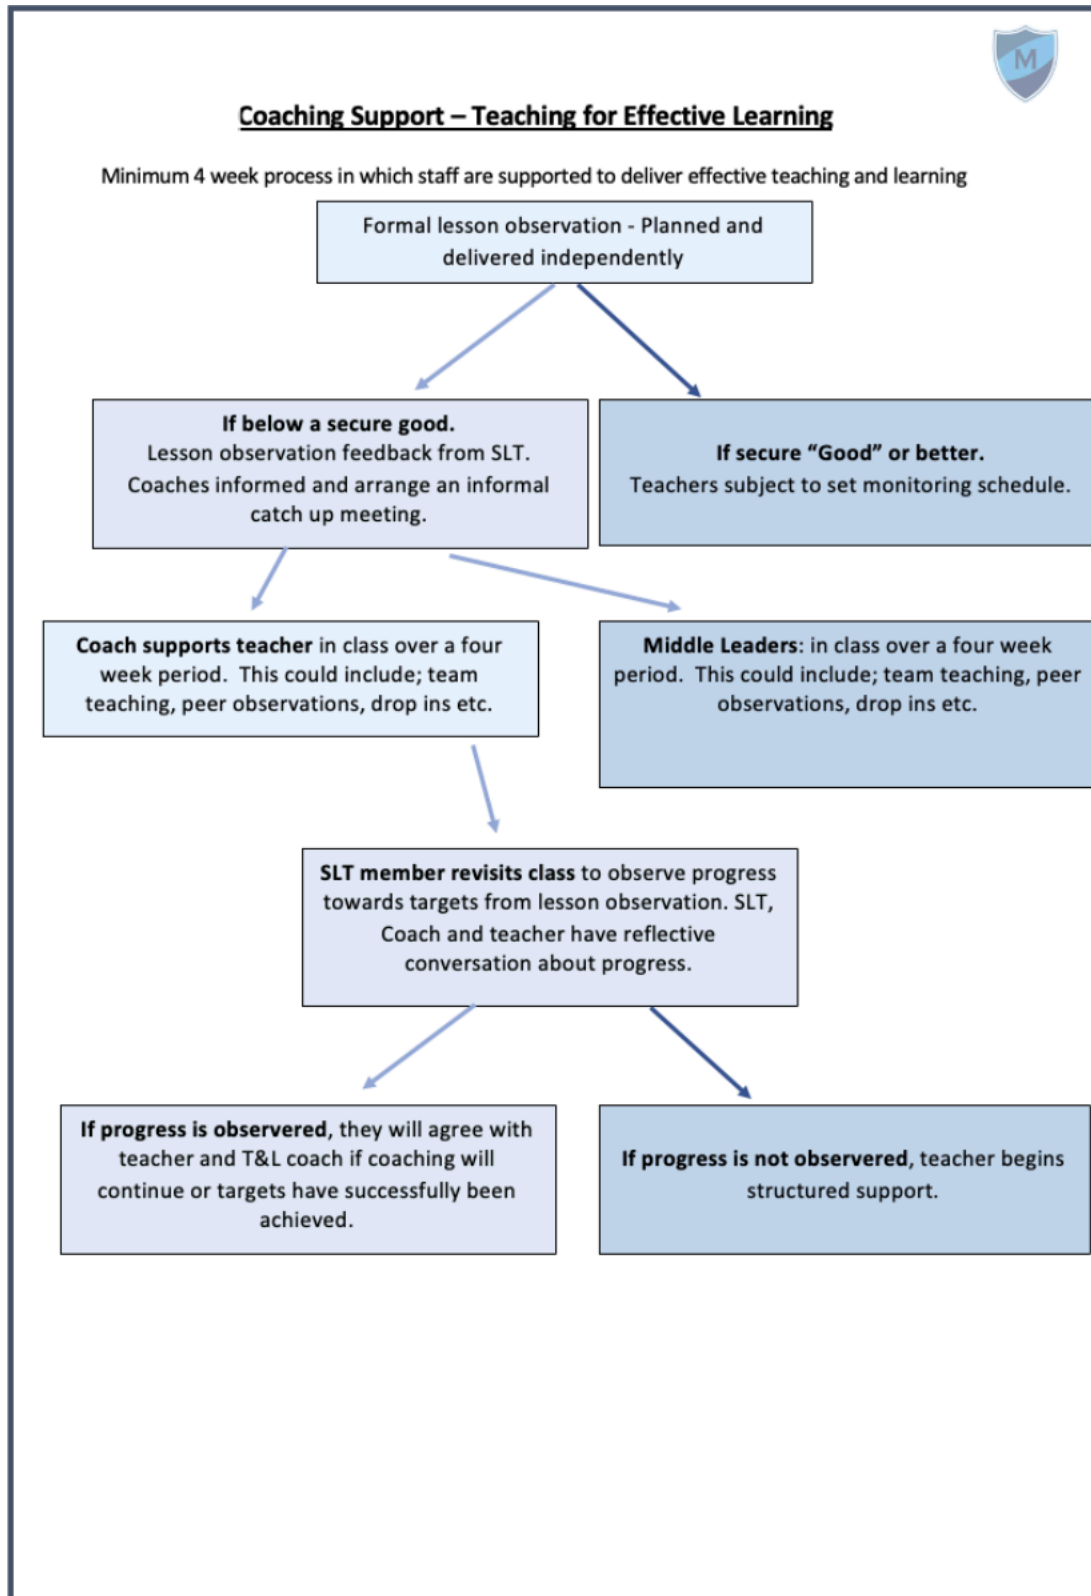 M
Coaching Support – Teaching for Effective Learning
Minimum 4 week process in which staff are supported to deliver effective teaching and learning
Formal lesson observation - Planned and
delivered independently
If below a secure good.
Lesson observation feedback from SLT.
Coaches informed and arrange an informal
catch up meeting.
If secure “Good” or better.
Teachers subject to set monitoring schedule.
Coach supports teacher in class over a four
week period.  This could include; team
teaching, peer observations, drop ins etc.
Middle Leaders: in class over a four week
period.  This could include; team teaching, peer
observations, drop ins etc.
SLT member revisits class to observe progress
towards targets from lesson observation. SLT,
Coach and teacher have reflective
conversation about progress.
If progress is observered, they will agree with
teacher and T&L coach if coaching will
continue or targets have successfully been
achieved.
If progress is not observered, teacher begins
structured support.